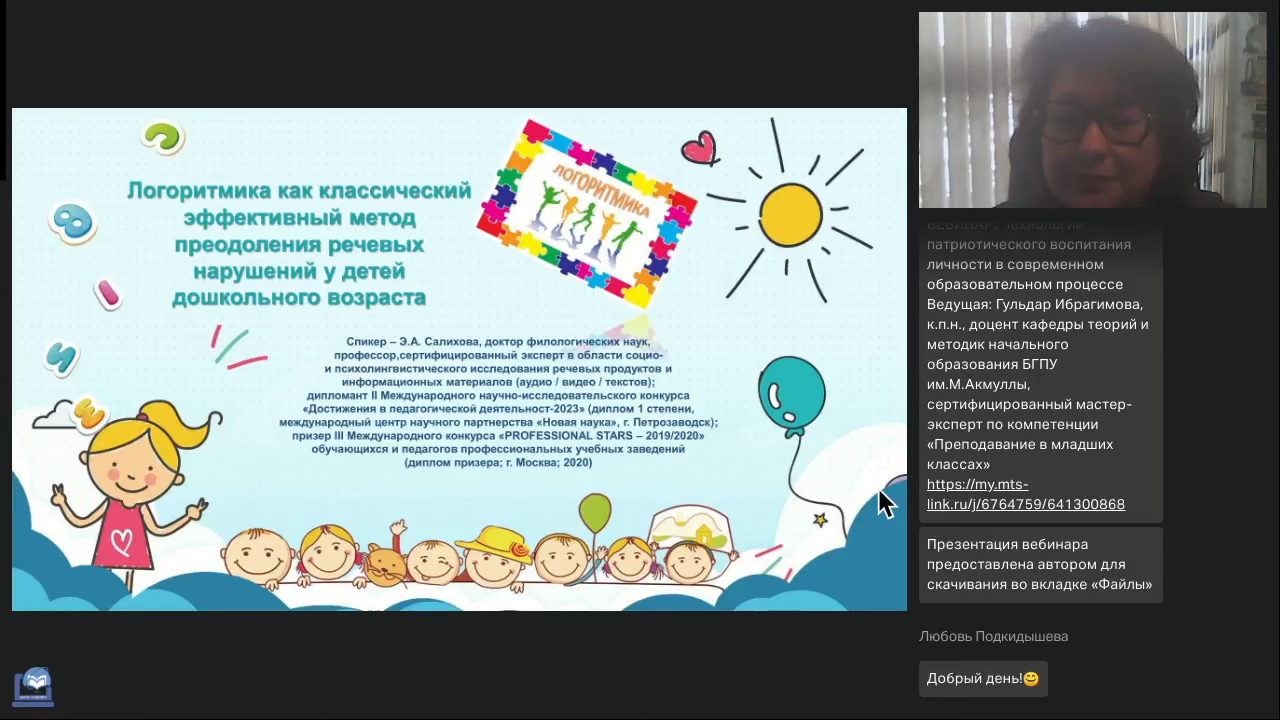 Логоритмика как классический
эффективный метод
преодоления речевых
нарушений у детей
дошкольного возраста
ЛОГОРИТМИКА
Спикер – Э.А. Салихова, доктор филологических наук,
профессор,сертифицированный эксперт в области социо-
и психолингвистического исследования речевых продуктов и
информационных материалов (аудио / видео / текстов);
дипломант II Международного научно-исследовательского конкурса
«Достижения в педагогической деятельност-2023» (диплом 1 степени,
международный центр научного партнерства «Новая наука», г. Петрозаводск);
призер III Международного конкурса «PROFESSIONAL STARS – 2019/2020»
обучающихся и педагогов профессиональных учебных заведений
(диплом призера; г. Москва; 2020)
ВЕБИНАР: Технологии
патриотического воспитания
личности в современном
образовательном процессе
Ведущая: Гульдар Ибрагимова,
к.п.н., доцент кафедры теорий и
методик начального
образования БГПУ
им.М.Акмуллы,
сертифицированный мастер-
эксперт по компетенции
«Преподавание в младших
классах»
https://my.mts-
link.ru/j/6764759/641300868
Презентация вебинара
предоставлена автором для
скачивания во вкладке «Файлы»
Любовь Подкидышева
Добрый день!😊